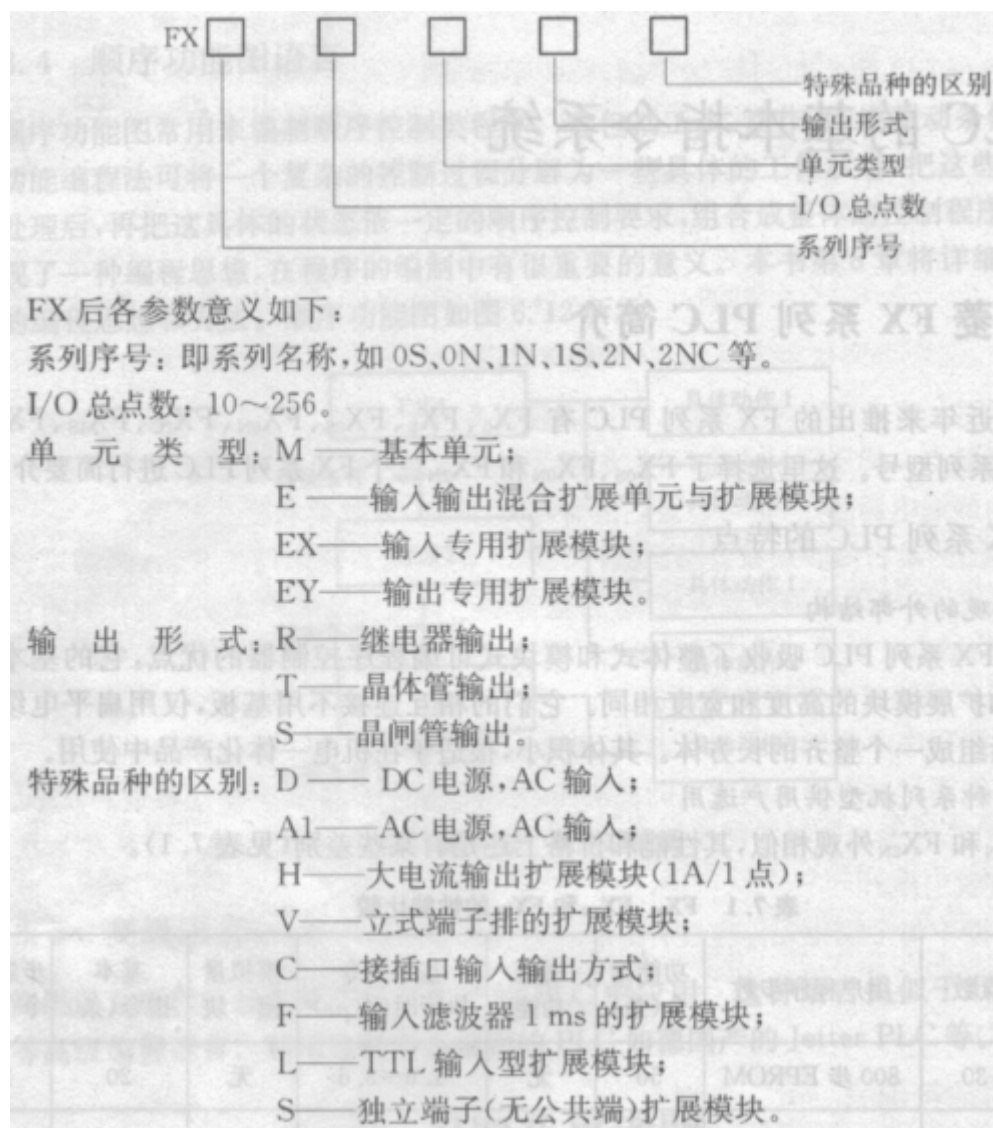 FX
特殊品种的区别
输出形式
单元类型
I/O 总点数
系列序号
FX后各参数意义如下：
系列序号：即系列名称，如 0S、0N、1N、1S、2N、2NC 等。
I/O 总点数：10～256。
单元类型：M——基本单元；
E——输入输出混合扩展单元与扩展模块；
EX——输入专用扩展模块；
EY——输出专用扩展模块。
输出形式：R——继电器输出；
T——晶体管输出；
S——晶闸管输出。
特殊品种的区别：D——DC 电源，AC 输入；
A1——AC 电源，AC 输入；
H——大电流输出扩展模块(1A/1 点)；
V——立式端子排的扩展模块；
C——接插口输入输出方式；
F——输入滤波器 1 ms 的扩展模块；
L——TTL 输入型扩展模块；
S——独立端子(无公共端)扩展模块。